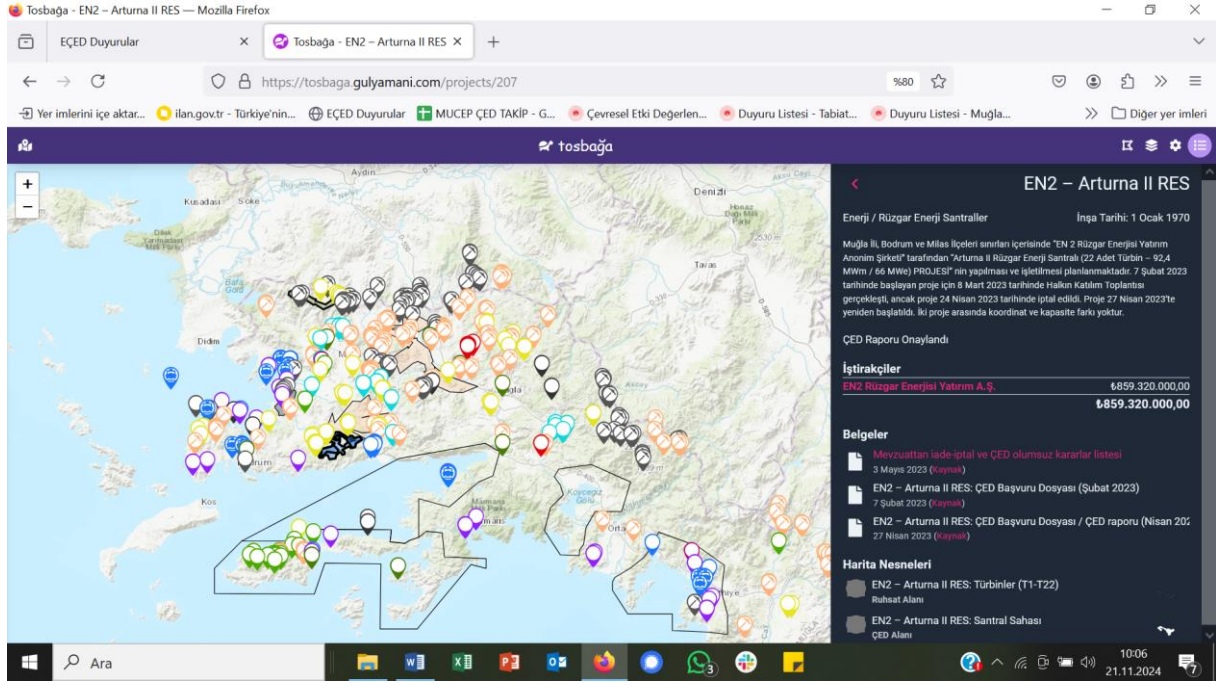 Tosbağa - EN2 – Arturna II RES — Mozilla Firefox
EÇED Duyurular
Tosbağa - EN2 – Arturna II RES
https://tosbaga.gulyamani.com/projects/207
%80
Yer imlerini içe aktar...
ilan.gov.tr - Türkiye'nin...
EÇED Duyurular
MUCEP ÇED TAKİP - G...
Çevresel Etki Değerlen...
Duyuru Listesi - Tabiat...
Duyuru Listesi - Muğla...
Diğer yer imleri
tosbağa
+
−
Aydın
Denizli
Kusadası
Soke
Tavas
Didim
Kos
EN2 – Arturna II RES
Enerji / Rüzgar Enerji Santraller
İnşa Tarihi: 1 Ocak 1970
Muğla İli, Bodrum ve Milas İlçeleri sınırları içerisinde "EN 2 Rüzgar Enerjisi Yatırım
Anonim Şirketi" tarafından "Arturna II Rüzgar Enerji Santralı (22 Adet Türbin – 92,4
MWm / 66 MWe) PROJESİ" nin yapılması ve işletilmesi planlanmaktadır. 7 Şubat 2023
tarihinde başlayan proje için 8 Mart 2023 tarihinde Halkın Katılım Toplantısı
gerçekleşti, ancak proje 24 Nisan 2023 tarihinde iptal edildi. Proje 27 Nisan 2023'te
yeniden başlatıldı. İki proje arasında koordinat ve kapasite farkı yoktur.
ÇED Raporu Onaylandı
İştirakçiler
EN2 Rüzgar Enerjisi Yatırım A.Ş.
₺859.320.000,00
₺859.320.000,00
Belgeler
Mevzuattan iade-iptal ve ÇED olumsuz kararlar listesi
3 Mayıs 2023 (Kaynak)
EN2 – Arturna II RES: ÇED Başvuru Dosyası (Şubat 2023)
7 Şubat 2023 (Kaynak)
EN2 – Arturna II RES: ÇED Başvuru Dosyası / ÇED raporu (Nisan 202
27 Nisan 2023 (Kaynak)
Harita Nesneleri
EN2 – Arturna II RES: Türbinler (T1-T22)
Ruhsat Alanı
EN2 – Arturna II RES: Santral Sahası
ÇED Alanı
Ara
3
10:06
21.11.2024
7